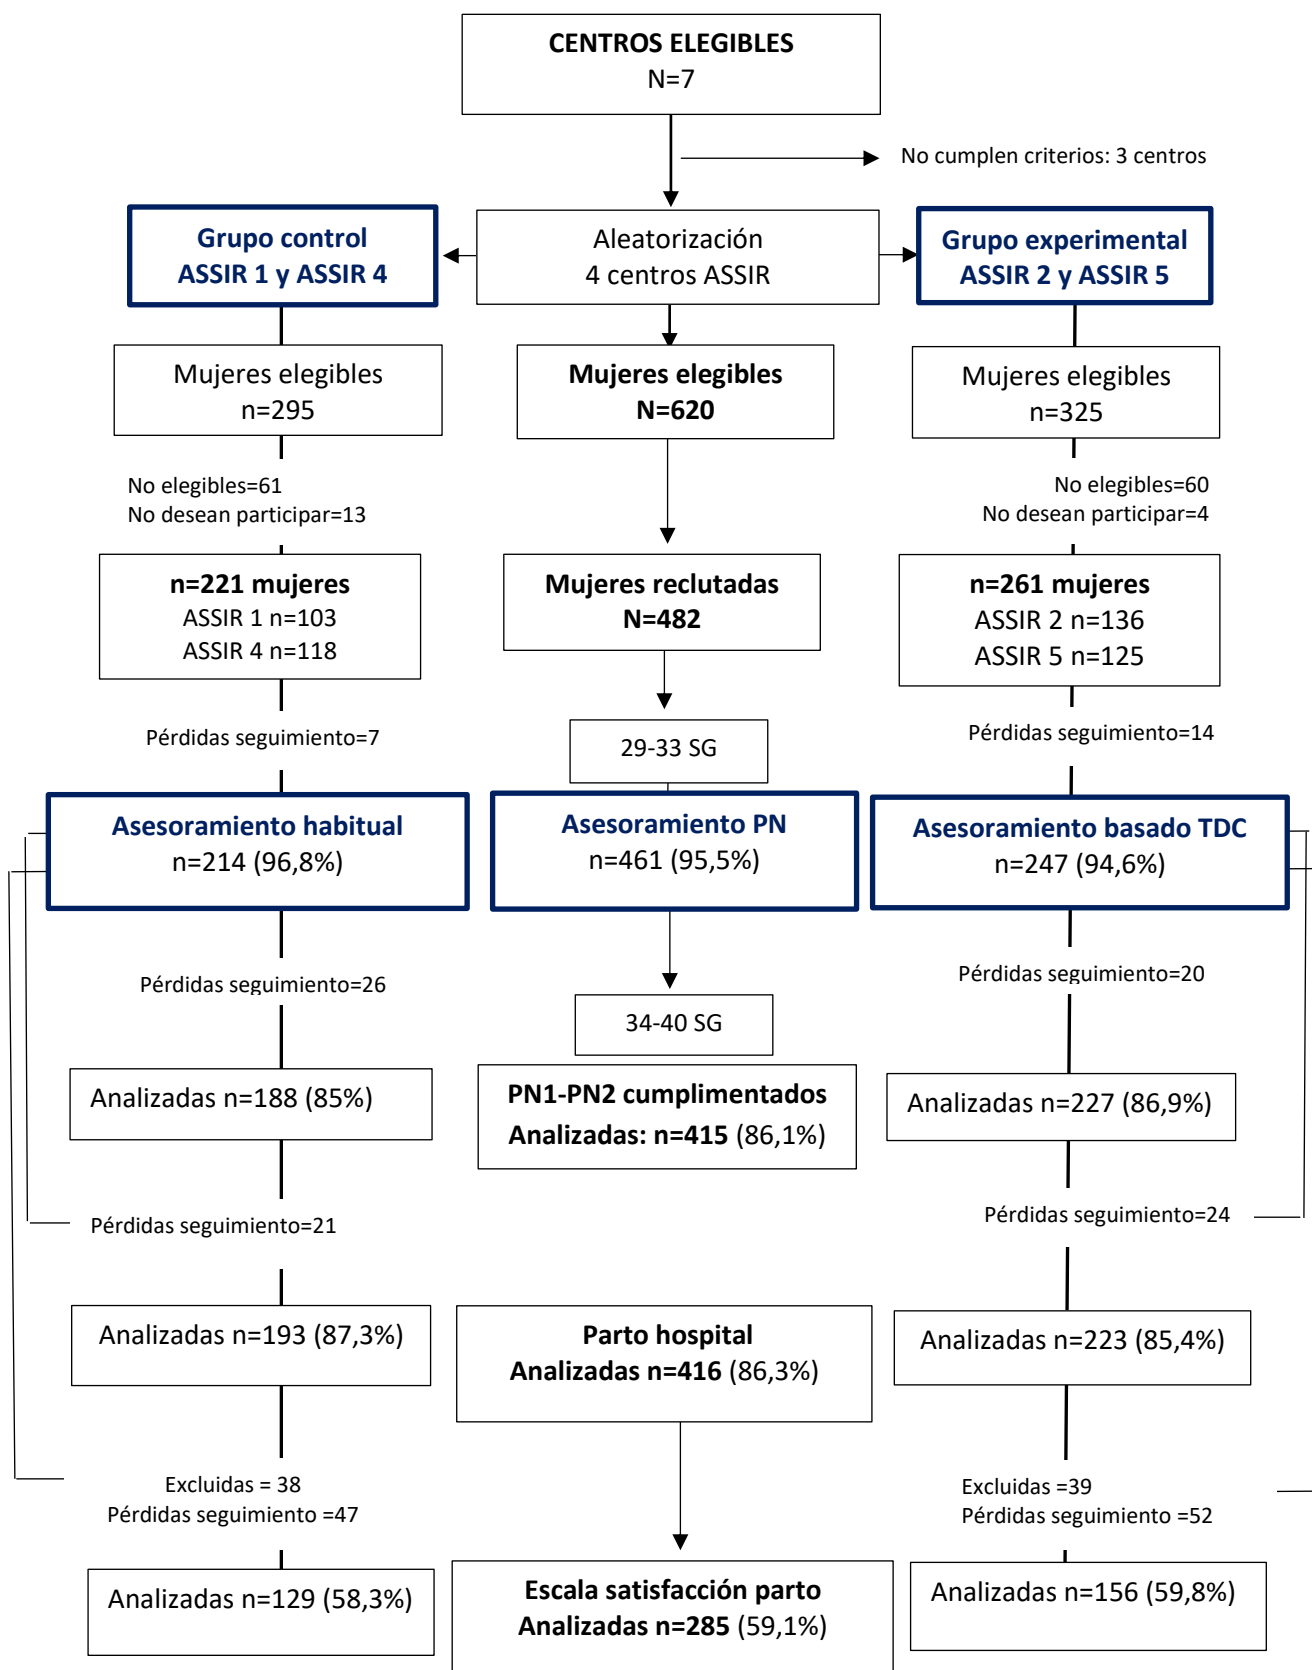 CENTROS ELEGIBLES
N=7
No cumplen criterios: 3 centros
Grupo control
ASSIR 1 y ASSIR 4
Aleatorización
4 centros ASSIR
Grupo experimental
ASSIR 2 y ASSIR 5
Mujeres elegibles
n=295
Mujeres elegibles
N=620
Mujeres elegibles
n=325
No elegibles=61
No desean participar=13
No elegibles=60
No desean participar=4
n=221 mujeres
ASSIR 1 n=103
ASSIR 4 n=118
Mujeres reclutadas
N=482
n=261 mujeres
ASSIR 2 n=136
ASSIR 5 n=125
Pérdidas seguimiento=7
29-33 SG
Pérdidas seguimiento=14
Asesoramiento habitual
n=214 (96,8%)
Asesoramiento PN
n=461 (95,5%)
Asesoramiento basado TDC
n=247 (94,6%)
Pérdidas seguimiento=26
34-40 SG
Pérdidas seguimiento=20
Analizadas n=188 (85%)
PN1-PN2 cumplimentados
Analizadas: n=415 (86,1%)
Analizadas n=227 (86,9%)
Pérdidas seguimiento=21
Pérdidas seguimiento=24
Analizadas n=193 (87,3%)
Parto hospital
Analizadas n=416 (86,3%)
Analizadas n=223 (85,4%)
Excluidas = 38
Pérdidas seguimiento =47
Excluidas =39
Pérdidas seguimiento =52
Analizadas n=129 (58,3%)
Escala satisfacción parto
Analizadas n=285 (59,1%)
Analizadas n=156 (59,8%)